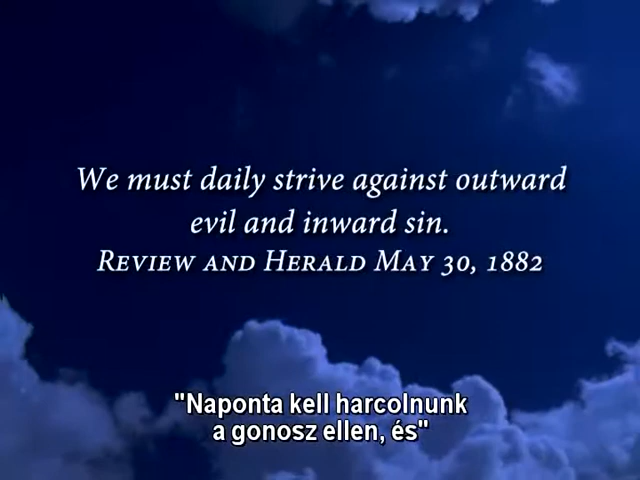 We must daily strive against outward
evil and inward sin.
Review and Herald May 30, 1882
"Naponta kell harcolnunk
a gonosz ellen, és"